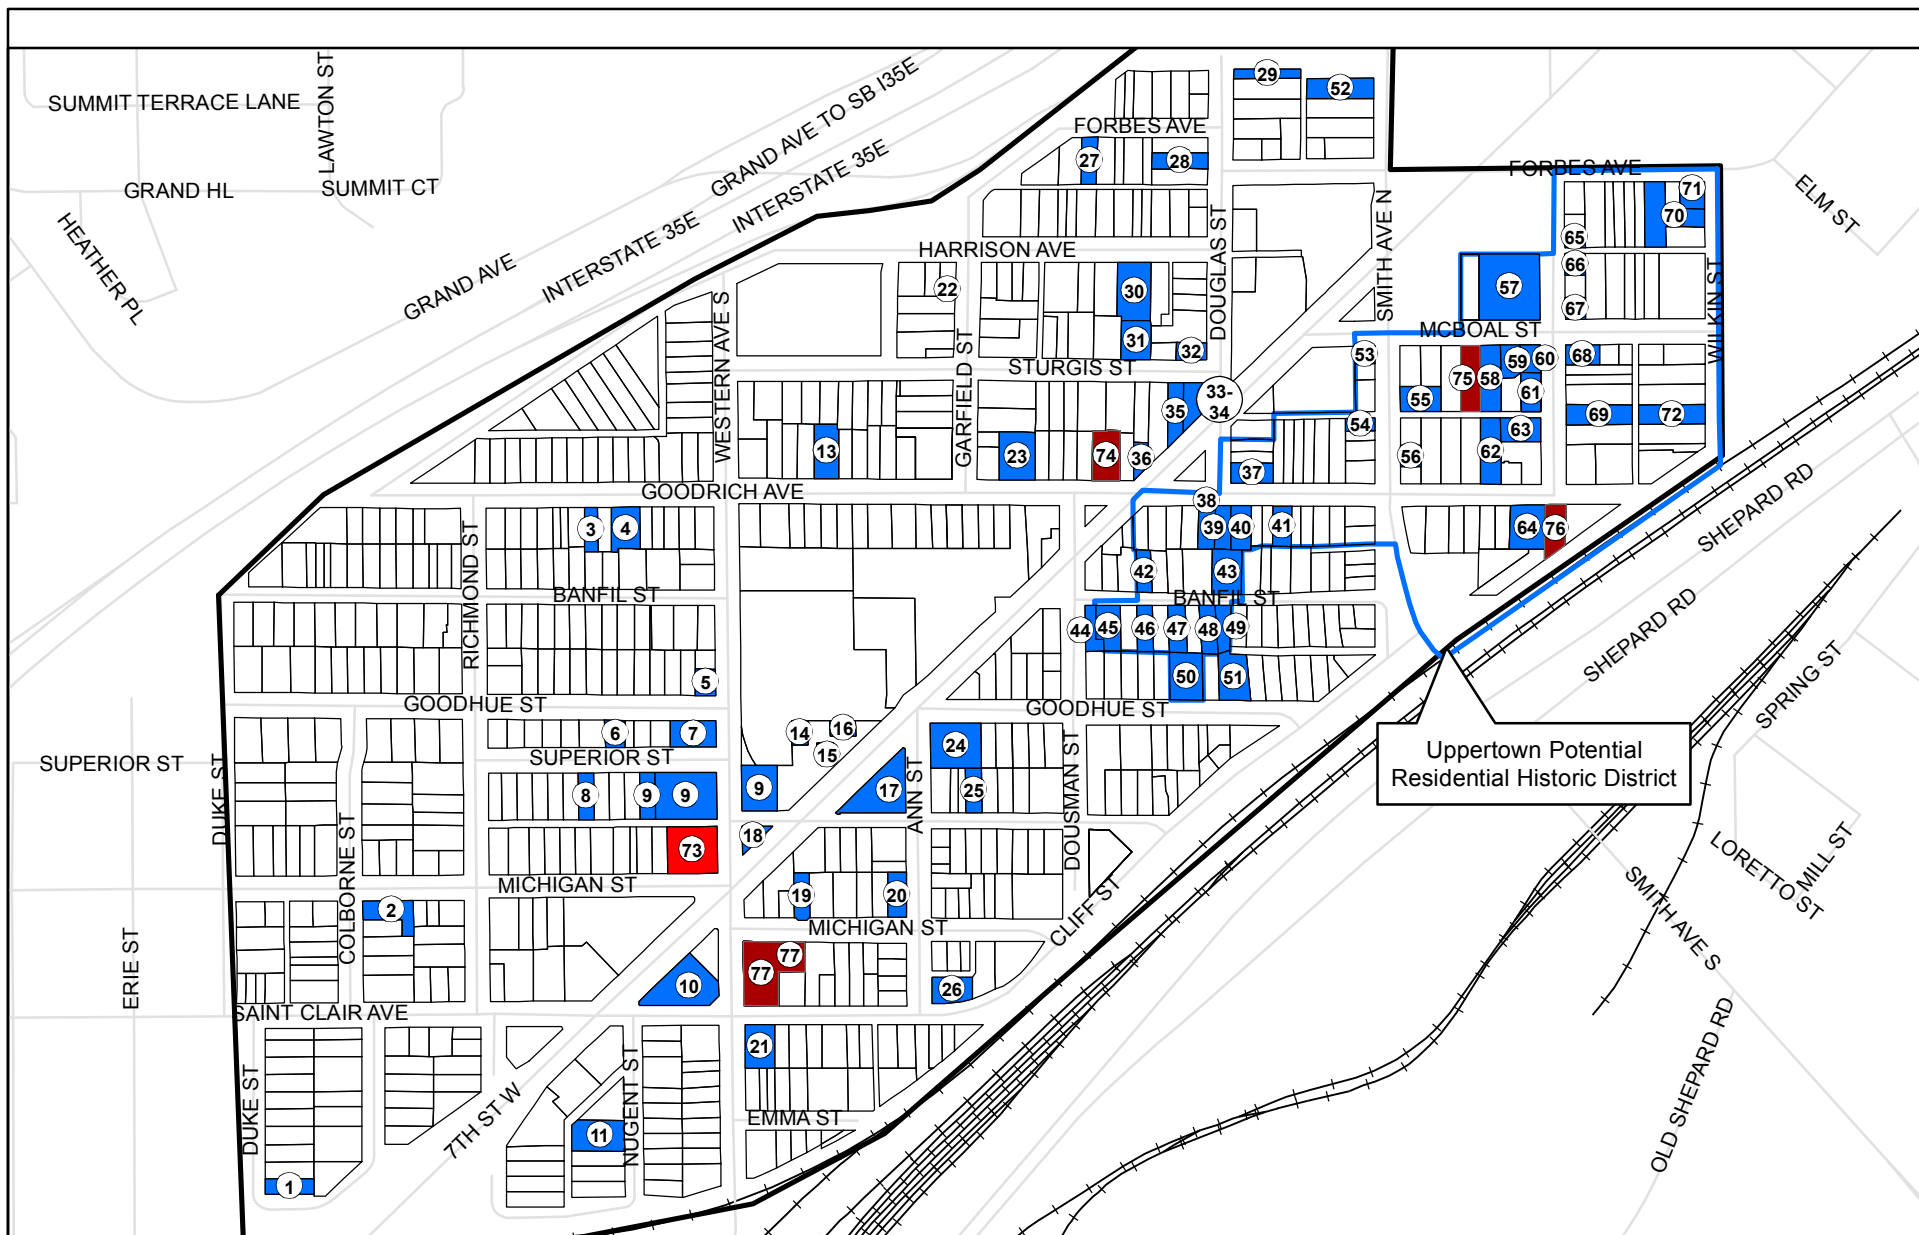 SUMMIT TERRACE LANE
LAWTON ST
GRAND AVE TO SB I35E
29
52
FORBES AVE
27
28
FORBES AVE
71
70
GRAND HL
SUMMIT CT
INTERSTATE 35E
ELM ST
HEATHER PL
GRAND AVE
INTERSTATE 35E
HARRISON AVE
DOUGLAS ST
SMITH AVE N
65
66
67
57
WILKIN ST
22
30
31
32
WESTERN AVE S
GARFIELD ST
STURGIS ST
MCBOAL ST
53
59
60
68
75
58
61
55
33-
34
35
69
72
54
63
13
23
74
36
56
62
37
GOODRICH AVE
38
39
40
41
64
76
SHEPARD RD
3
4
RICHMOND ST
42
43
BANFIL ST
BANFIL ST
44
45
46
47
48
49
SHEPARD RD
5
50
51
SPRING ST
GOODHUE ST
GOODHUE ST
6
7
14
16
15
24
SUPERIOR ST
SUPERIOR ST
DUKE ST
DOUSMAN ST
Uppertown Potential
Residential Historic District
8
9
9
9
17
ANN ST
25
COLBORNE ST
18
73
LORETTO ST
MILL ST
MICHIGAN ST
19
20
CLIFF ST
SMITH AVE S
2
MICHIGAN ST
ERIE ST
77
77
10
26
SAINT CLAIR AVE
21
DUKE ST
7TH ST W
NUGENT ST
11
EMMA ST
OLD SHEPARD RD
1